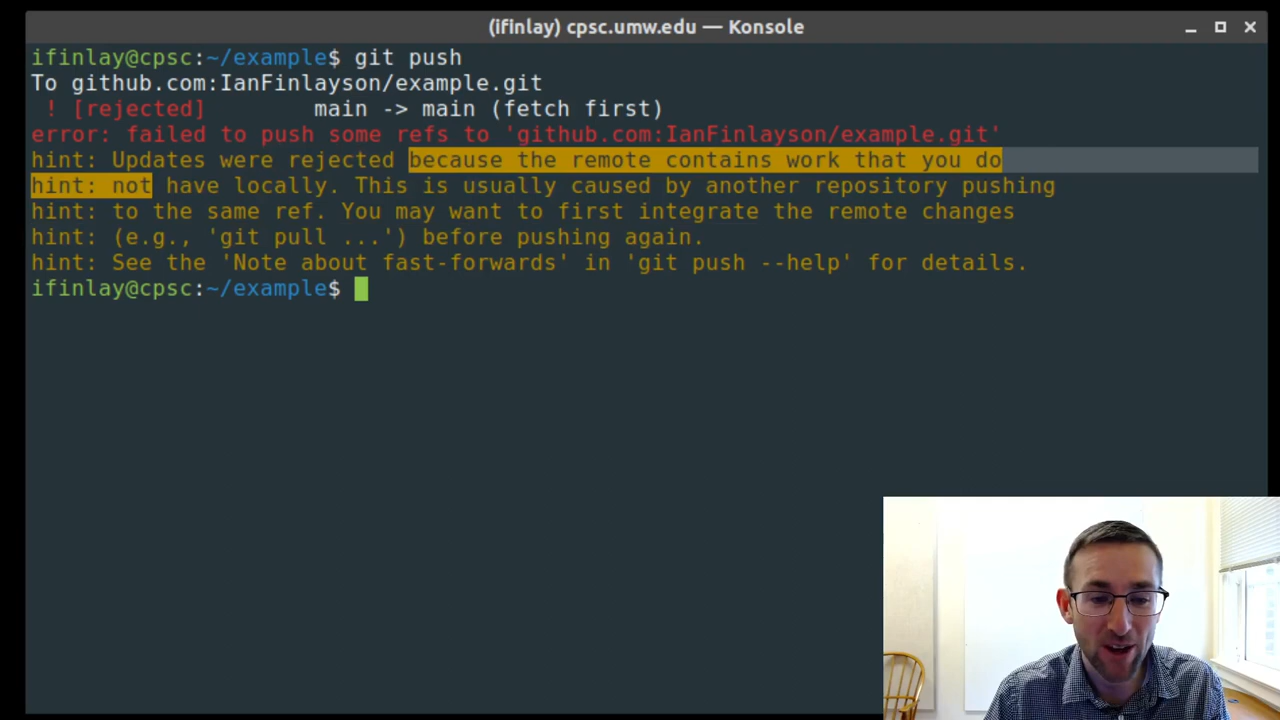 (ifinlay) cpsc.umw.edu — Konsole
ifinlay@cpsc:~/example$ git push
To github.com:IanFinlayson/example.git
 ! [rejected]        main -> main (fetch first)
error: failed to push some refs to 'github.com:IanFinlayson/example.git'
hint: Updates were rejected because the remote contains work that you do
hint: not have locally. This is usually caused by another repository pushing
hint: to the same ref. You may want to first integrate the remote changes
hint: (e.g., 'git pull ...') before pushing again.
hint: See the 'Note about fast-forwards' in 'git push --help' for details.
ifinlay@cpsc:~/example$